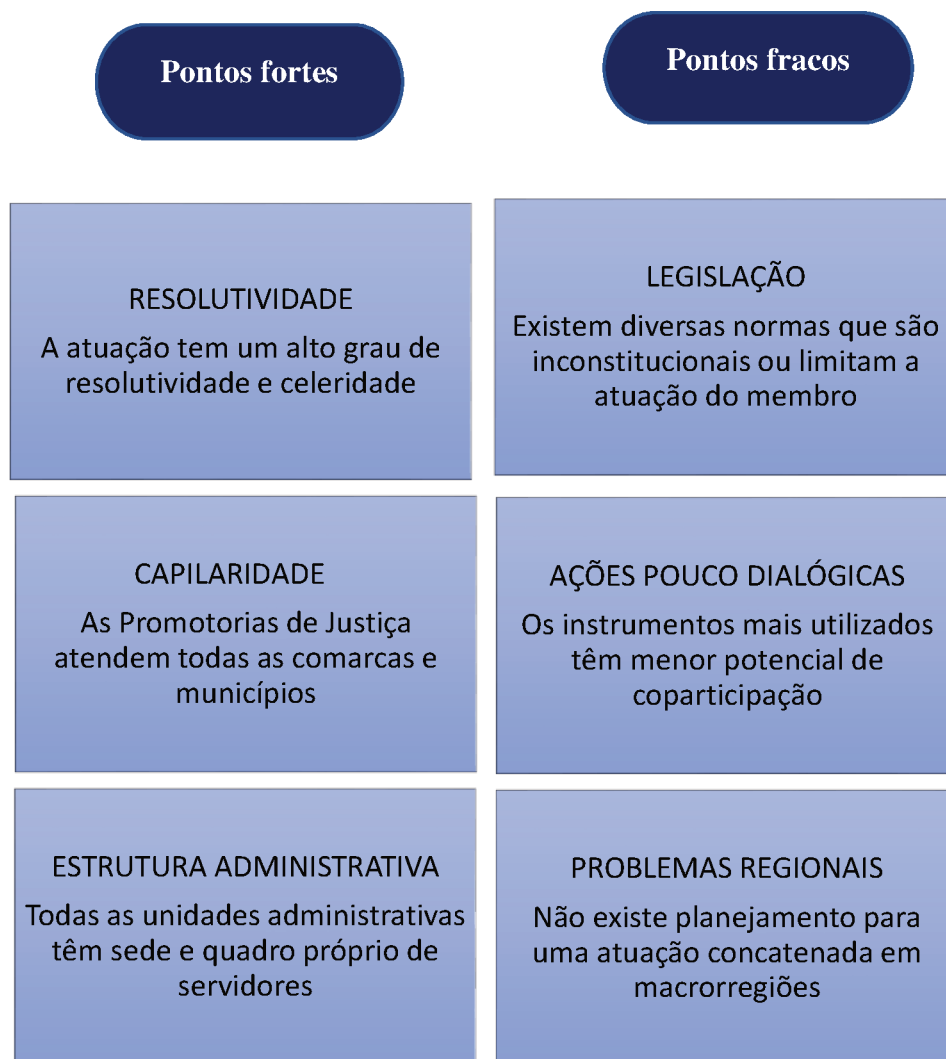 Pontos fortes
Pontos fracos
RESOLUTIVIDADE
A atuação tem um alto grau de
resolutividade e celeridade
LEGISLAÇÃO
Existem diversas normas que são
inconstitucionais ou limitam a
atuação do membro
CAPILARIDADE
As Promotorias de Justiça
atendem todas as comarcas e
municípios
AÇÕES POUCO DIALÓGICAS
Os instrumentos mais utilizados
têm menor potencial de
coparticipação
ESTRUTURA ADMINISTRATIVA
Todas as unidades administrativas
têm sede e quadro próprio de
servidores
PROBLEMAS REGIONAIS
Não existe planejamento para
uma atuação concatenada em
macrorregiões